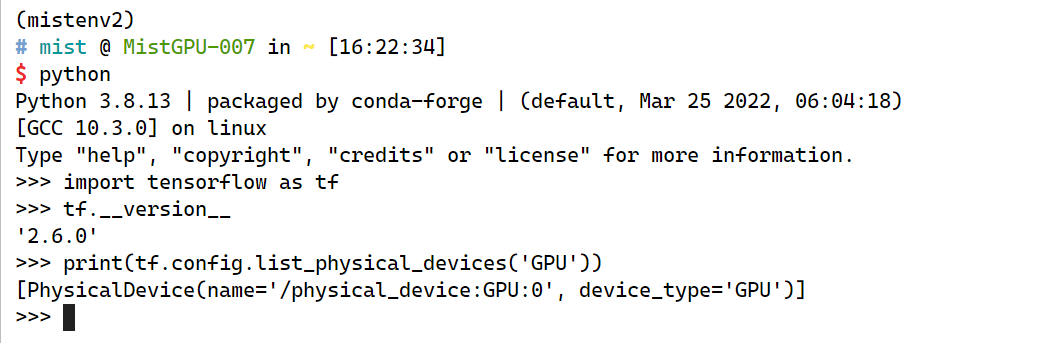 (mistenv2)
# mist @ MistGPU-007 in ~ [16:22:34]
$ python
Python 3.8.13 | packaged by conda-forge | (default, Mar 25 2022, 06:04:18)
[GCC 10.3.0] on linux
Type "help", "copyright", "credits" or "license" for more information.
>>> import tensorflow as tf
>>> tf.__version__
'2.6.0'
>>> print(tf.config.list_physical_devices('GPU'))
[PhysicalDevice(name='/physical_device:GPU:0', device_type='GPU')]
>>>